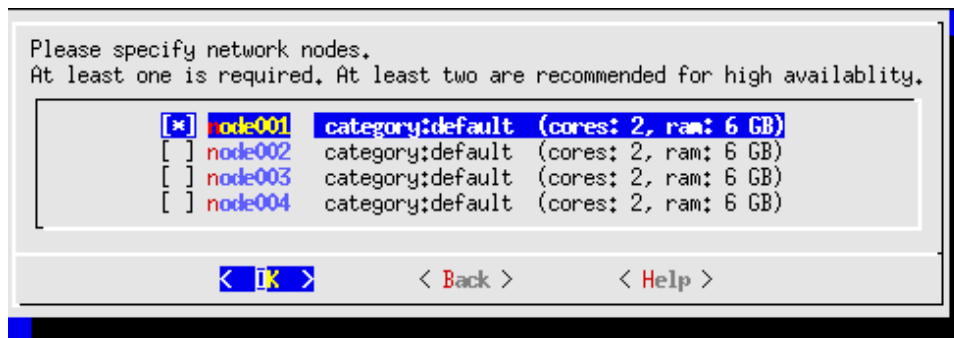 Please specify network nodes.
At least one is required. At least two are recommended for high availablity.
[*] node001 category:default (cores: 2, ram: 6 GB)
[ ] node002 category:default (cores: 2, ram: 6 GB)
[ ] node003 category:default (cores: 2, ram: 6 GB)
[ ] node004 category:default (cores: 2, ram: 6 GB)
< OK > < Back > < Help >